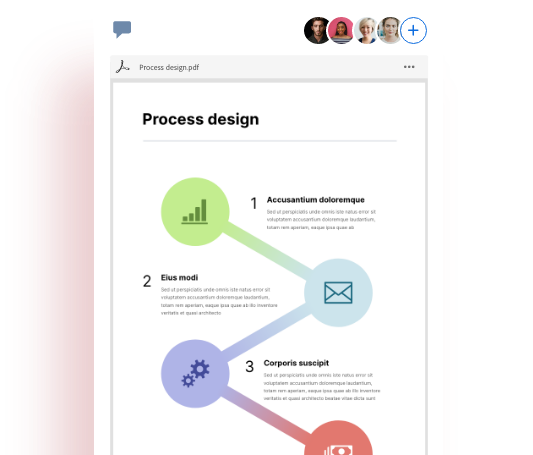 Process design.pdf
Process design
1 Accusantium doloremque
Sed ut perspiciatis unde omnis iste natus error sit
voluptatem accusantium doloremque laudantium,
totam rem aperiam, eaque ipsa quae ab
2 Eius modi
Sed ut perspiciatis unde omnis iste natus error sit
voluptatem accusantium doloremque laudantium,
totam rem aperiam, eaque ipsa quae ab illo inventore
veritatis et quasi architecto
3 Corporis suscipit
Sed ut perspiciatis unde omnis iste natus error sit
voluptatem accusantium doloremque laudantium,
totam rem aperiam, eaque ipsa quae ab illo inventore
veritatis et quasi architecto beatae vitae dicta sunt